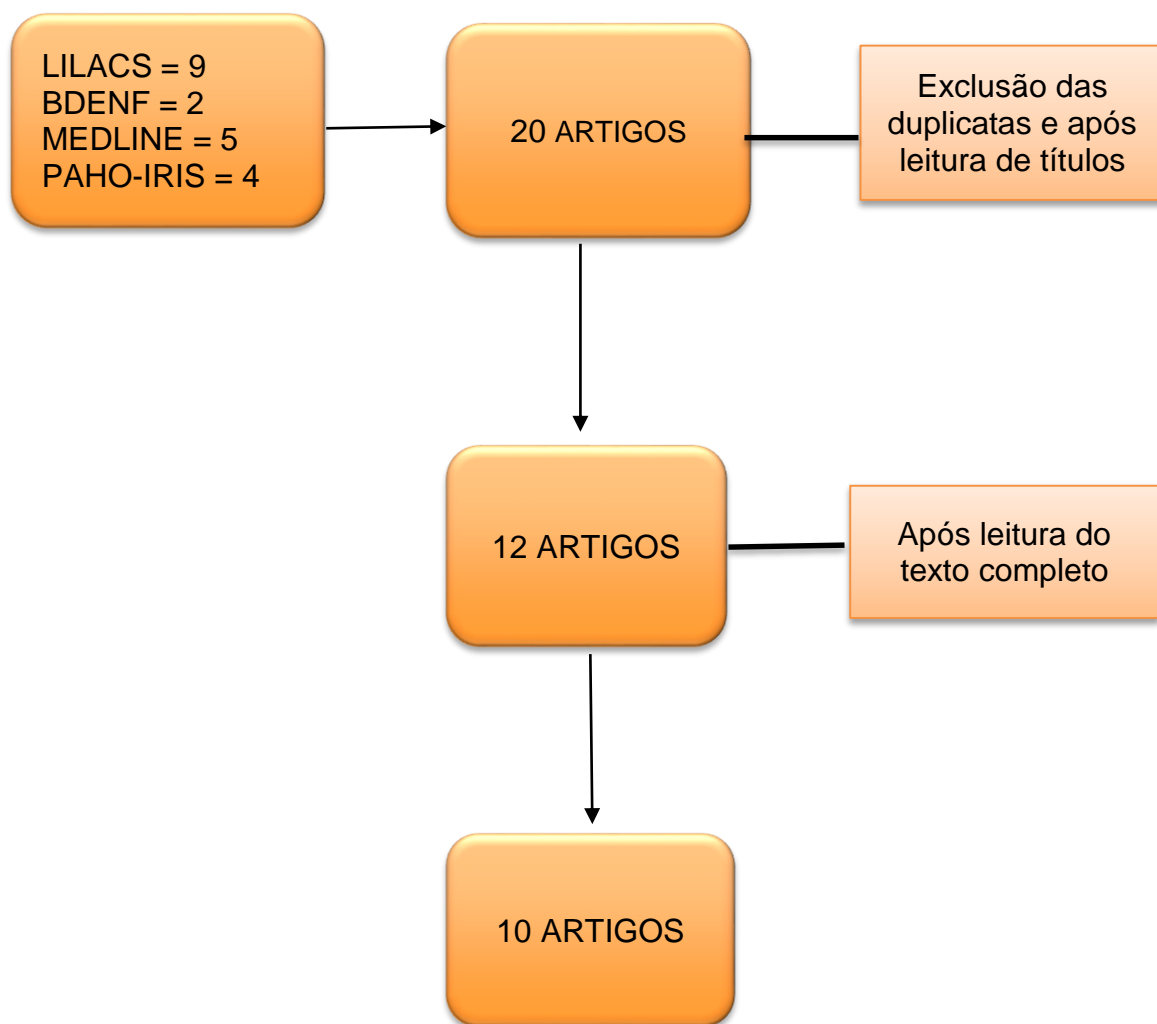 LILACS = 9
BDENF = 2
MEDLINE = 5
PAHO-IRIS = 4
20 ARTIGOS
Exclusão das
duplicatas e após
leitura de títulos
12 ARTIGOS
Após leitura do
texto completo
10 ARTIGOS